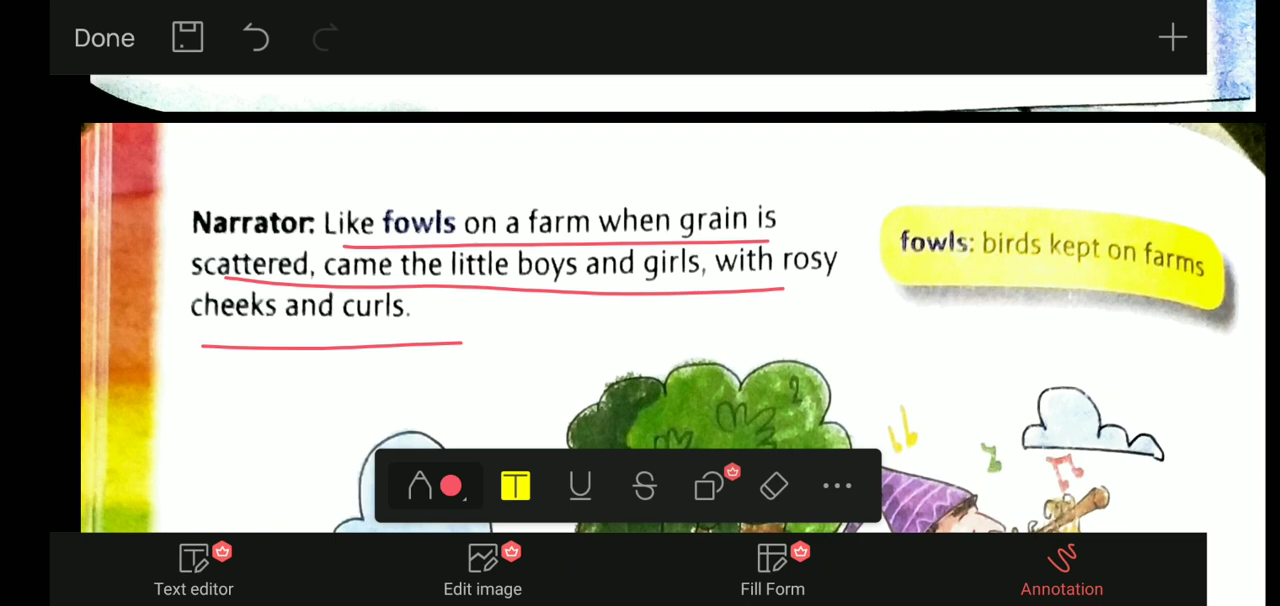 Done
Narrator: Like fowls on a farm when grain is
scattered, came the little boys and girls, with rosy
cheeks and curls.
fowls: birds kept on farms
T U S
Text editor
Edit image
Fill Form
Annotation